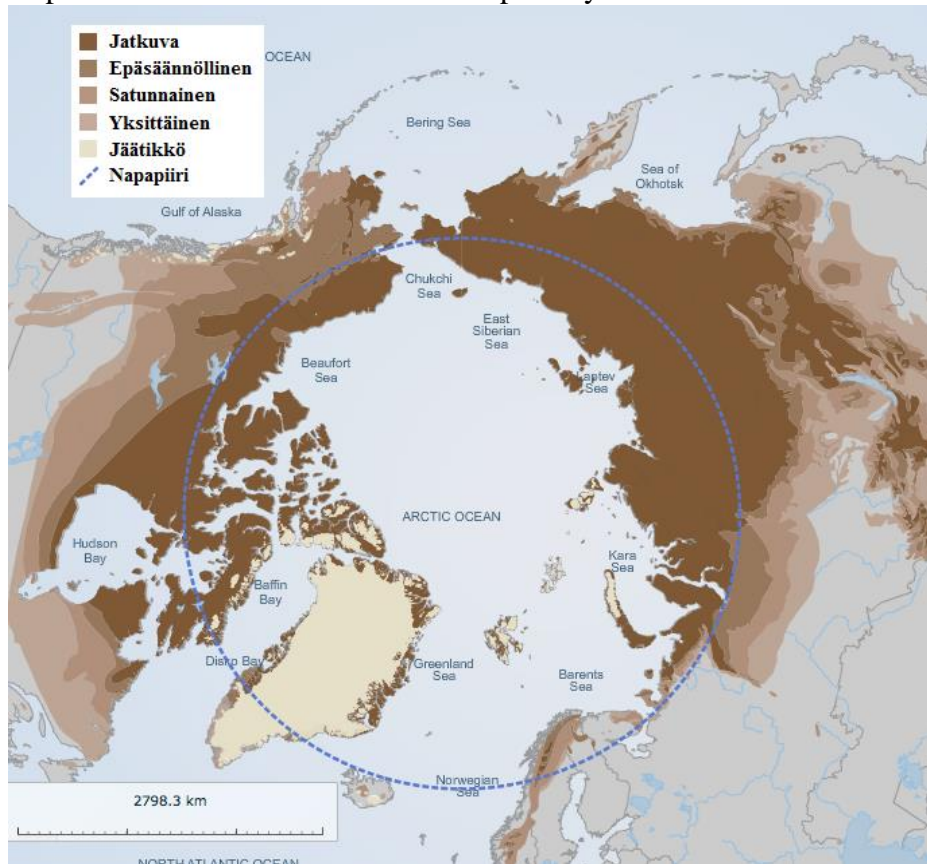 Jatkuva
Epäsäännöllinen
Satunnainen
Yksittäinen
Jäätikkö
Napapiiri
OCEAN
Bering Sea
Sea of
Okhotsk
Gulf of Alaska
Chukchi
Sea
East
Siberian
Sea
Beaufort
Sea
Laptev
Sea
ARCTIC OCEAN
Hudson
Bay
Kara
Sea
Baffin
Bay
Disko Bay
Greenland
Sea
Barents
Sea
Norwegian
Sea
2798.3 km
NORTH ATLANTIC OCEAN